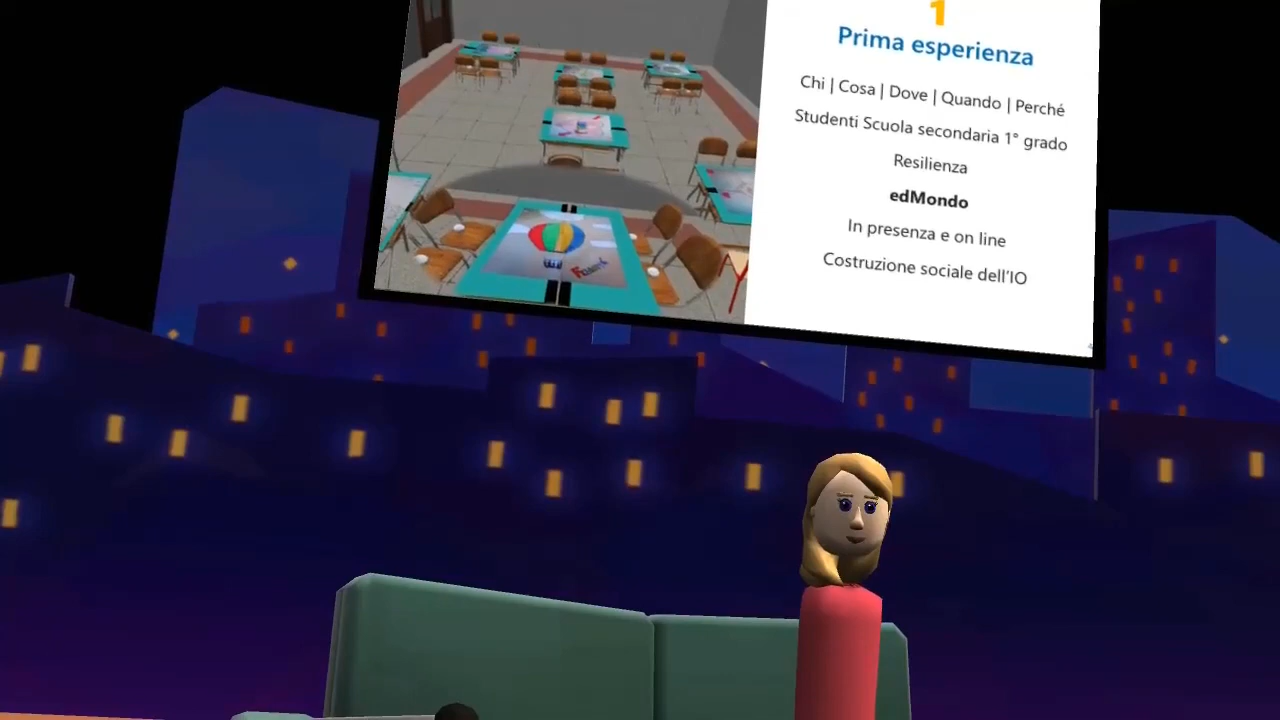 1
Prima esperienza
Chi | Cosa | Dove | Quando | Perché
Studenti Scuola secondaria 1° grado
Resilienza
edMondo
In presenza e on line
Costruzione sociale dell'IO